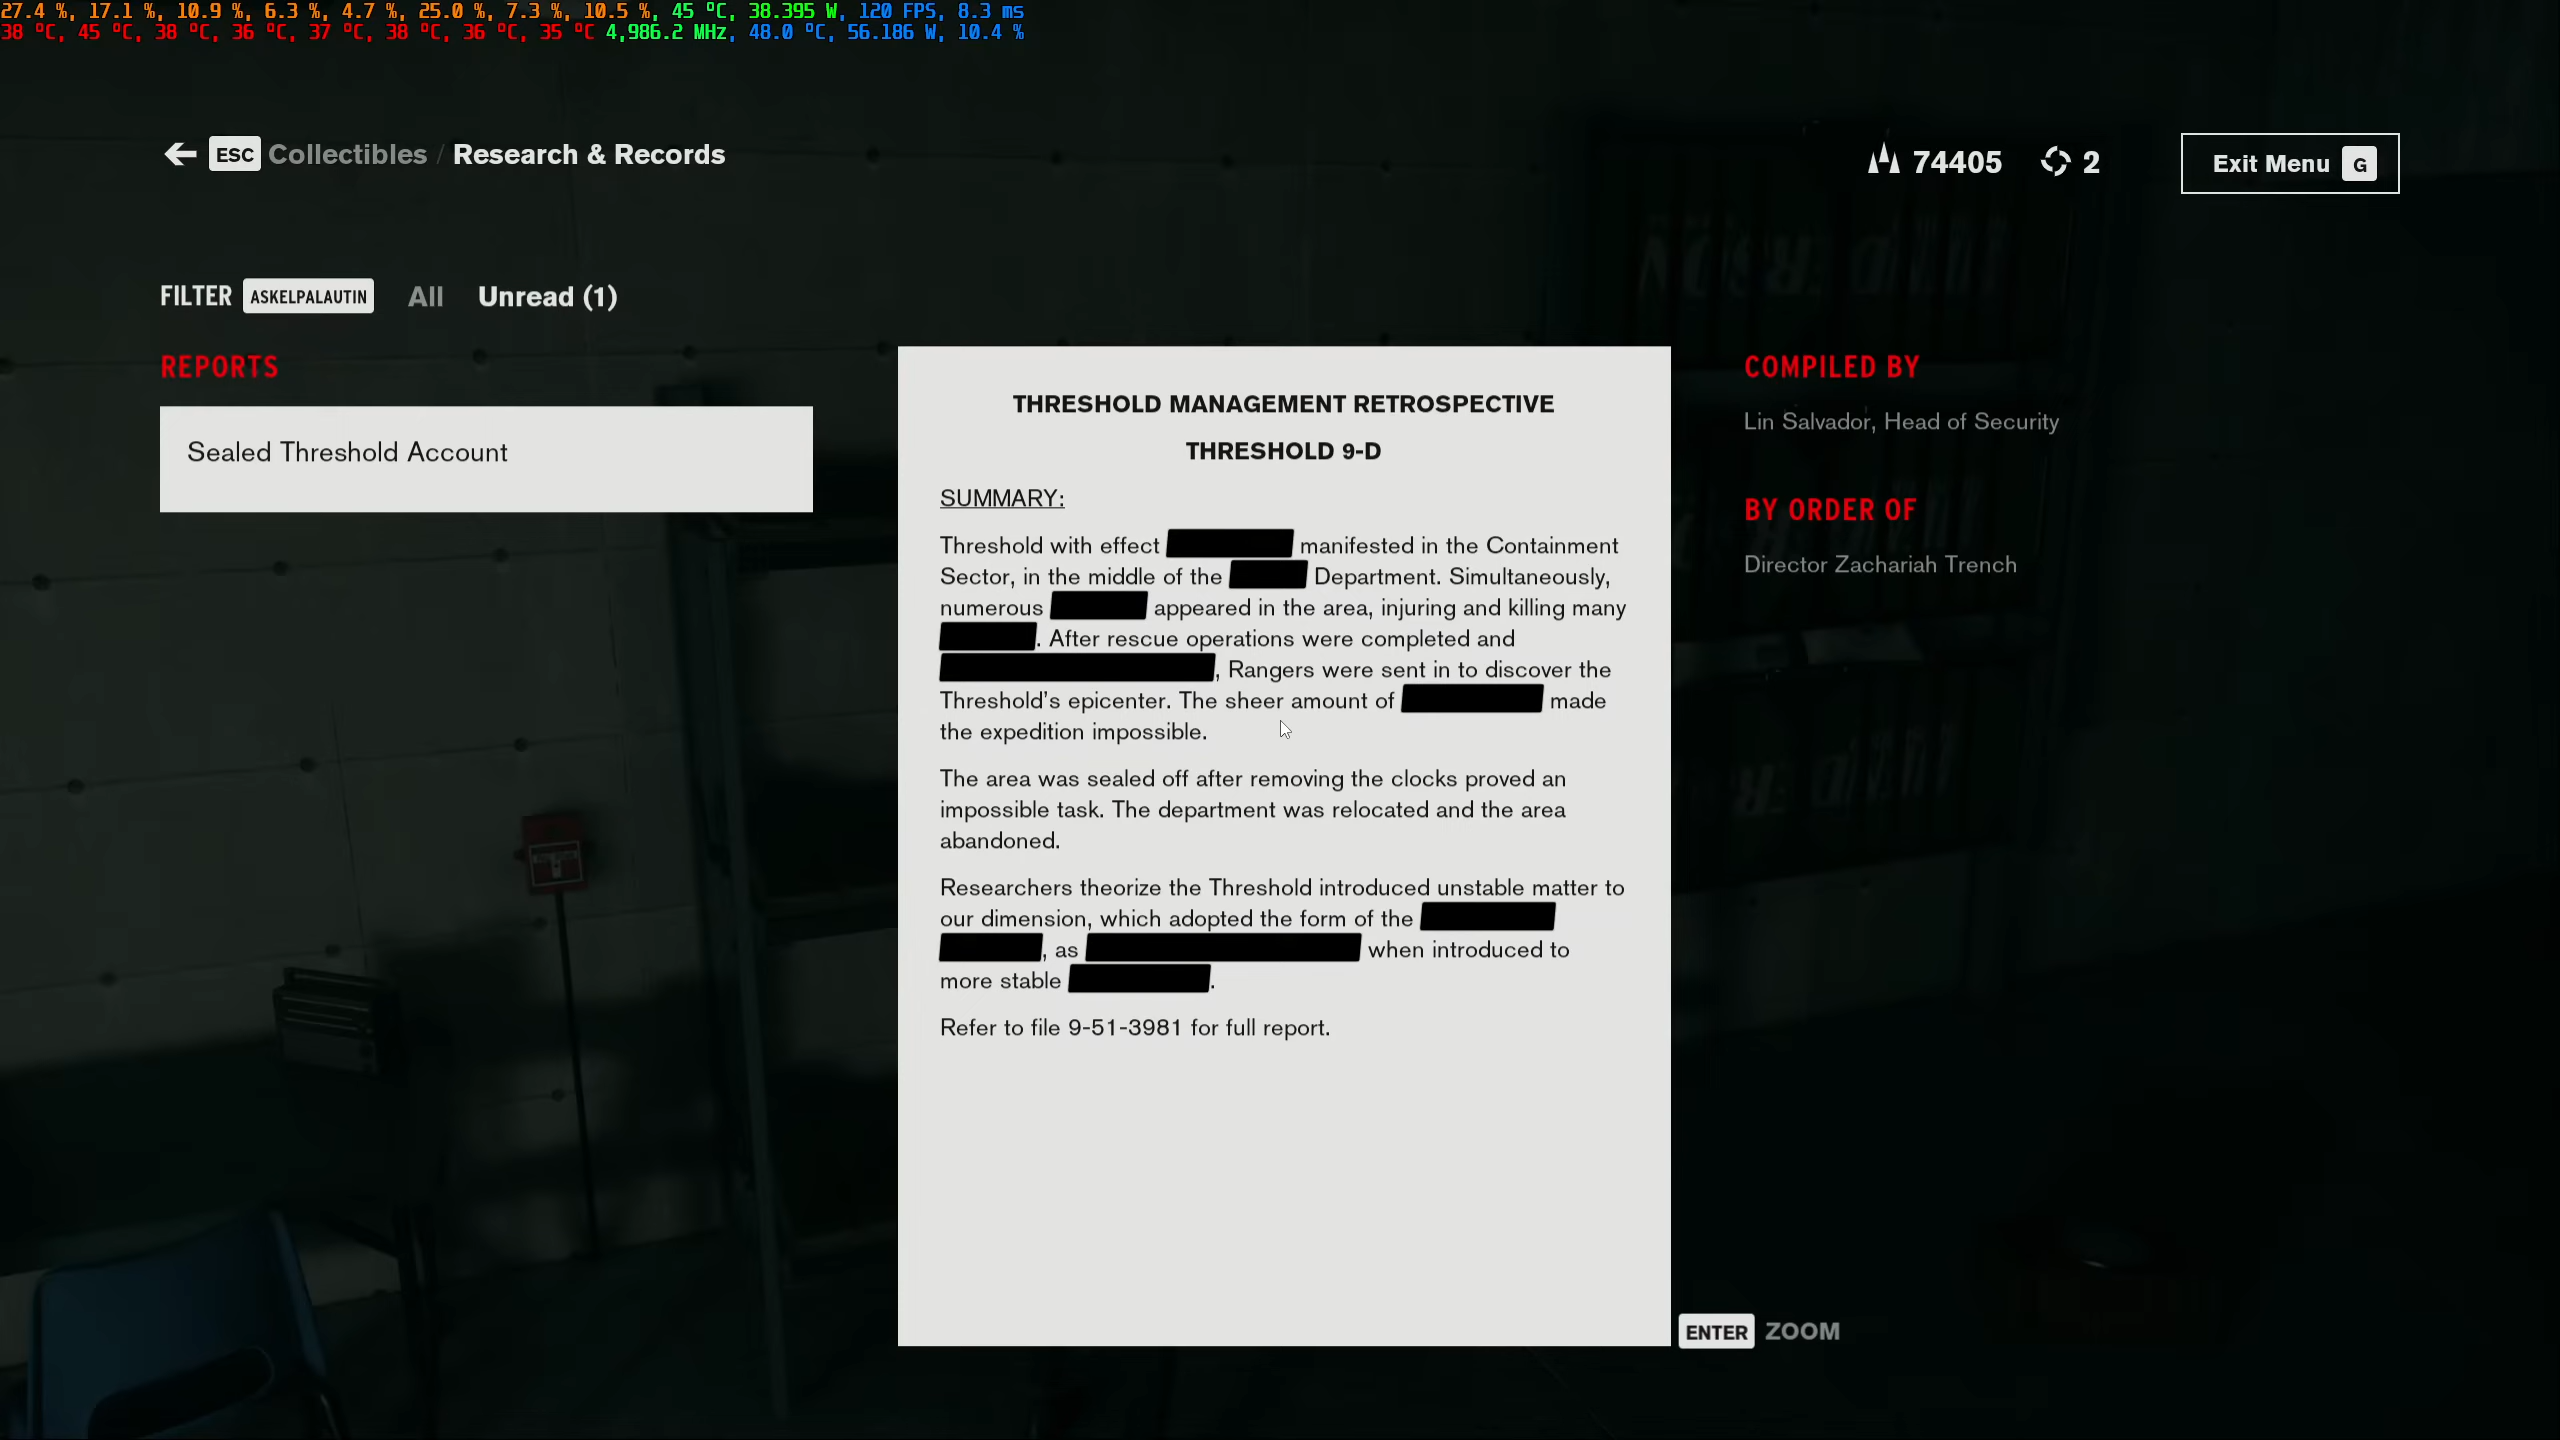 27.4 %, 17.1 %, 10.9 %, 6.3 %, 4.7 %, 25.0 %, 7.3 %, 10.5 %, 45 °C, 38.395 W, 120 FPS, 8.3 ms
38 °C, 45 °C, 38 °C, 36 °C, 37 °C, 38 °C, 36 °C, 35 °C 4,986.2 MHz, 48.0 °C, 56.186 W, 10.4 %
ESC Collectibles / Research & Records
74405 2
Exit Menu G
FILTER ASKELPALAUTIN All Unread (1)
REPORTS
Sealed Threshold Account
THRESHOLD MANAGEMENT RETROSPECTIVE
THRESHOLD 9-D
SUMMARY:
Threshold with effect manifested in the Containment
Sector, in the middle of the Department. Simultaneously,
numerous appeared in the area, injuring and killing many
. After rescue operations were completed and
, Rangers were sent in to discover the
Threshold's epicenter. The sheer amount of made
the expedition impossible.
The area was sealed off after removing the clocks proved an
impossible task. The department was relocated and the area
abandoned.
Researchers theorize the Threshold introduced unstable matter to
our dimension, which adopted the form of the
, as when introduced to
more stable .
Refer to file 9-51-3981 for full report.
COMPILED BY
Lin Salvador, Head of Security
BY ORDER OF
Director Zachariah Trench
ENTER ZOOM